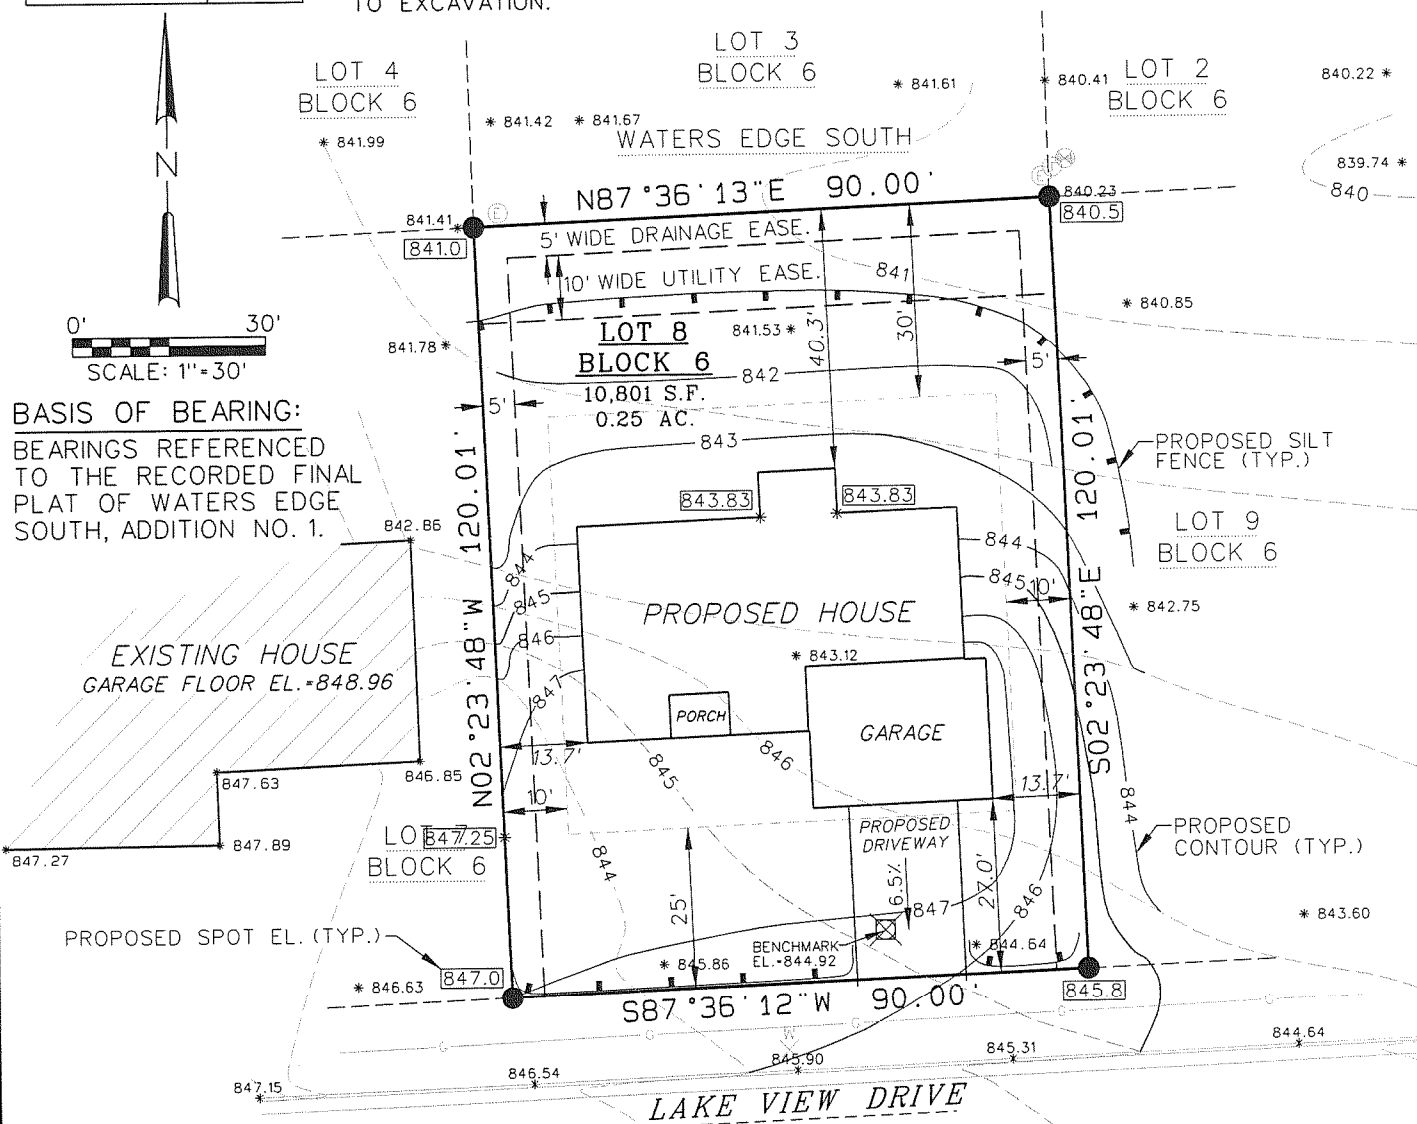 TO EXCAVATION.
LOT 3
BLOCK 6
LOT 4
BLOCK 6
LOT 2
BLOCK 6
* 841.61
* 840.41
840.22 *
* 841.42
* 841.67
* 841.99
WATERS EDGE SOUTH
839.74 *
840
N
N87°36'13"E 90.00'
840.23
840.5
841.41 *
841.0
E
5' WIDE DRAINAGE EASE.
10' WIDE UTILITY EASE.
841
* 840.85
0' 30'
SCALE: 1"=30'
841.78 *
LOT 8
BLOCK 6
10,801 S.F.
0.25 AC.
841.53 *
40.3'
30'
5'
5'
842
843
BASIS OF BEARING:
BEARINGS REFERENCED
TO THE RECORDED FINAL
PLAT OF WATERS EDGE
SOUTH, ADDITION NO. 1.
PROPOSED SILT
FENCE (TYP.)
LOT 9
BLOCK 6
842.86
843.83
843.83
N02°23'48"W 120.01'
S02°23'48"E 120.01'
844
845
846
847
844
845
10'
* 842.75
PROPOSED HOUSE
* 843.12
EXISTING HOUSE
GARAGE FLOOR EL.=848.96
PORCH
GARAGE
13.7'
845
846
13.7'
10'
846.85
847.63
847.89
847.27
LOT 7
BLOCK 6
847.25
844
25'
PROPOSED
DRIVEWAY
6.5%
27.0'
847
846
844
PROPOSED
CONTOUR (TYP.)
* 843.60
PROPOSED SPOT EL. (TYP.)
847.0
* 846.63
* 845.86
BENCHMARK
EL.=844.92
* 844.64
845.8
S87°36'12"W 90.00'
G G G G G
W
844.64
845.31
845.90
846.54
847.15
LAKE VIEW DRIVE